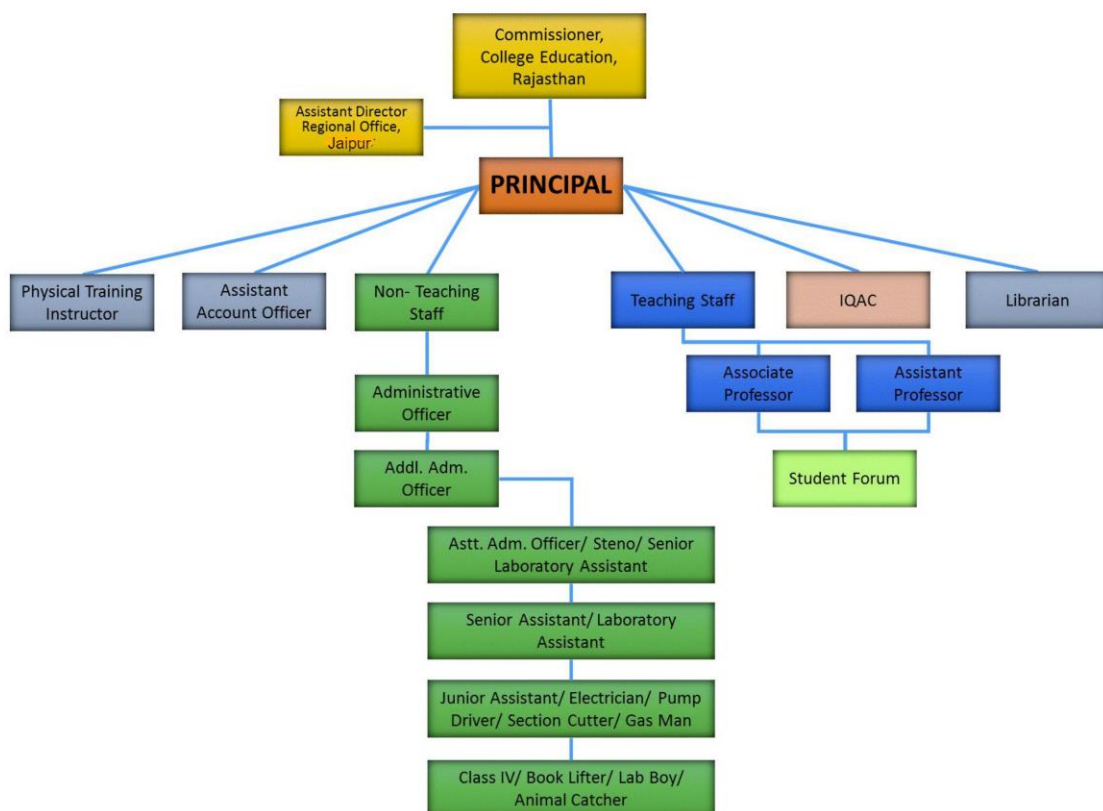 Commissioner,
College Education,
Rajasthan
Assistant Director
Regional Office,
Jaipur
PRINCIPAL
Physical Training
Instructor
Assistant
Account Officer
Non- Teaching
Staff
Teaching Staff
IQAC
Librarian
Associate
Professor
Assistant
Professor
Administrative
Officer
Addl. Adm.
Officer
Student Forum
Astt. Adm. Officer/ Steno/ Senior
Laboratory Assistant
Senior Assistant/ Laboratory
Assistant
Junior Assistant/ Electrician/ Pump
Driver/ Section Cutter/ Gas Man
Class IV/ Book Lifter/ Lab Boy/
Animal Catcher